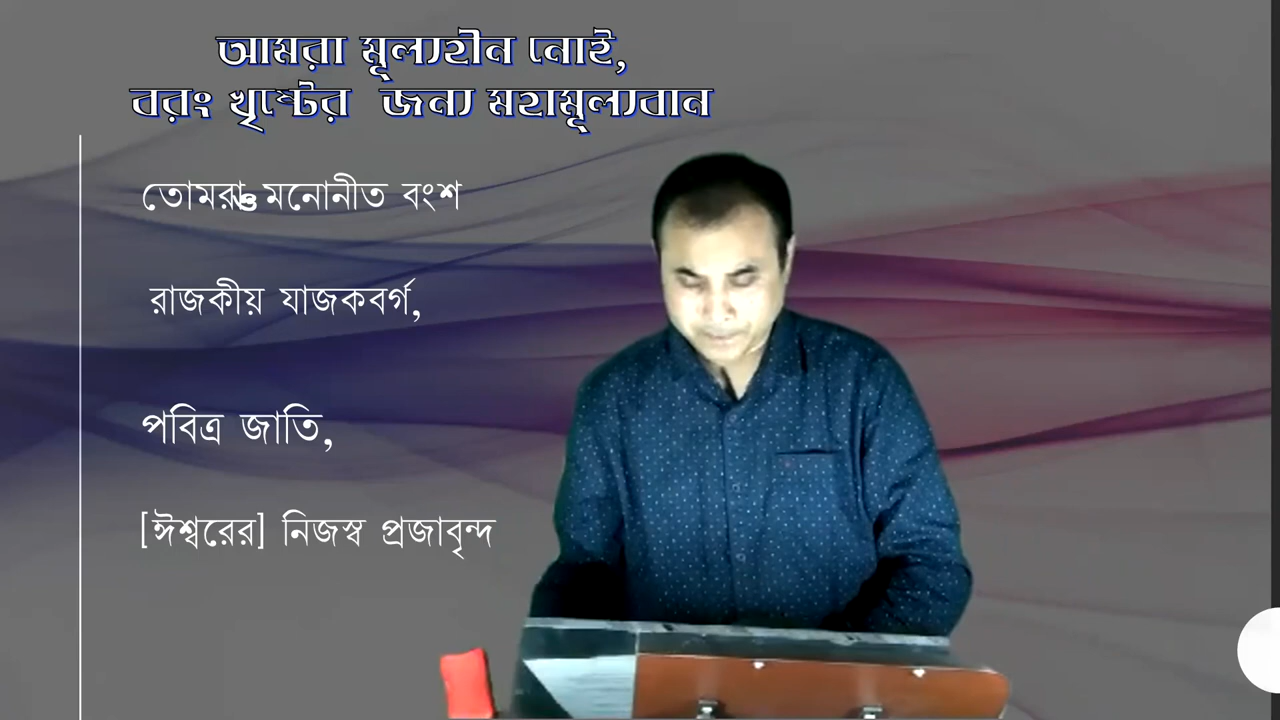 আমরা মূল্যহীন নোই,
বরং খৃষ্টের জন্য মহামূল্যবান
তোমরাও মনোনীত বংশ
রাজকীয় যাজকবর্গ,
পবিত্র জাতি,
[ঈশ্বরের] নিজস্ব প্রজাবৃন্দ